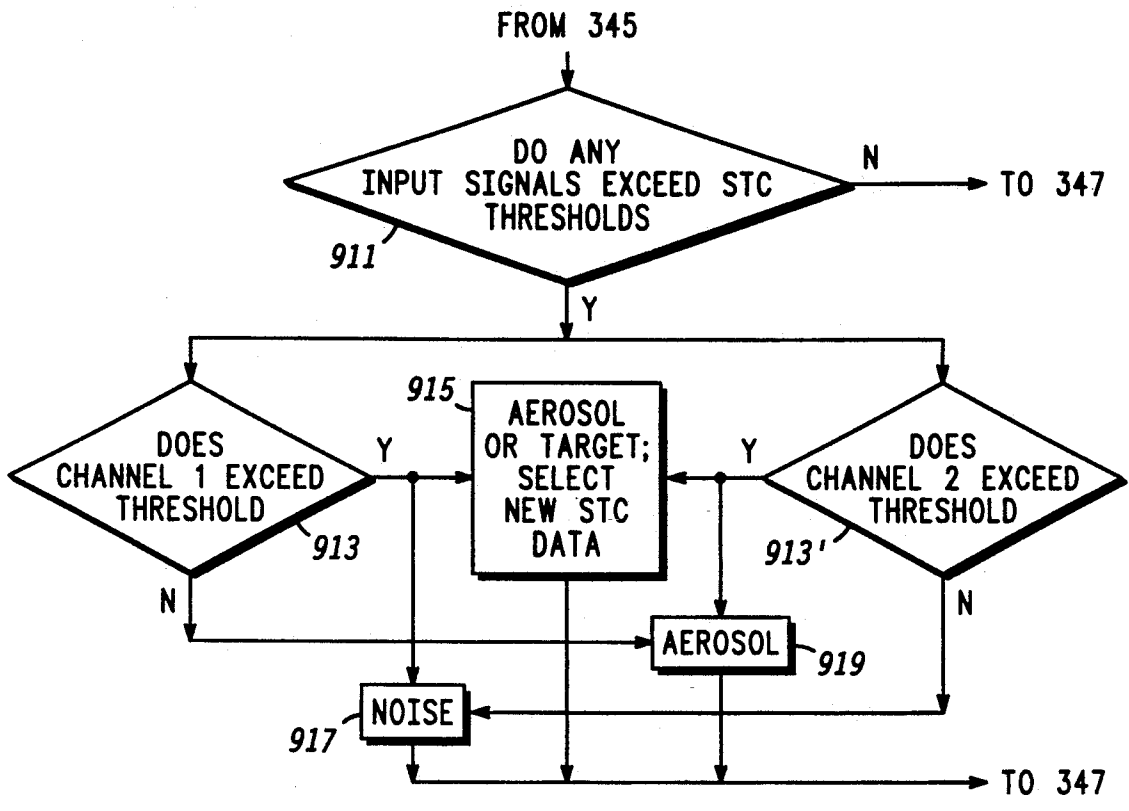 FROM 345
DO ANY
INPUT SIGNALS EXCEED STC
THRESHOLDS
911
N
TO 347
Y
DOES
CHANNEL 1 EXCEED
THRESHOLD
913
Y
N
915
AEROSOL
OR TARGET;
SELECT
NEW STC
DATA
Y
DOES
CHANNEL 2 EXCEED
THRESHOLD
913'
N
AEROSOL
919
NOISE
917
TO 347